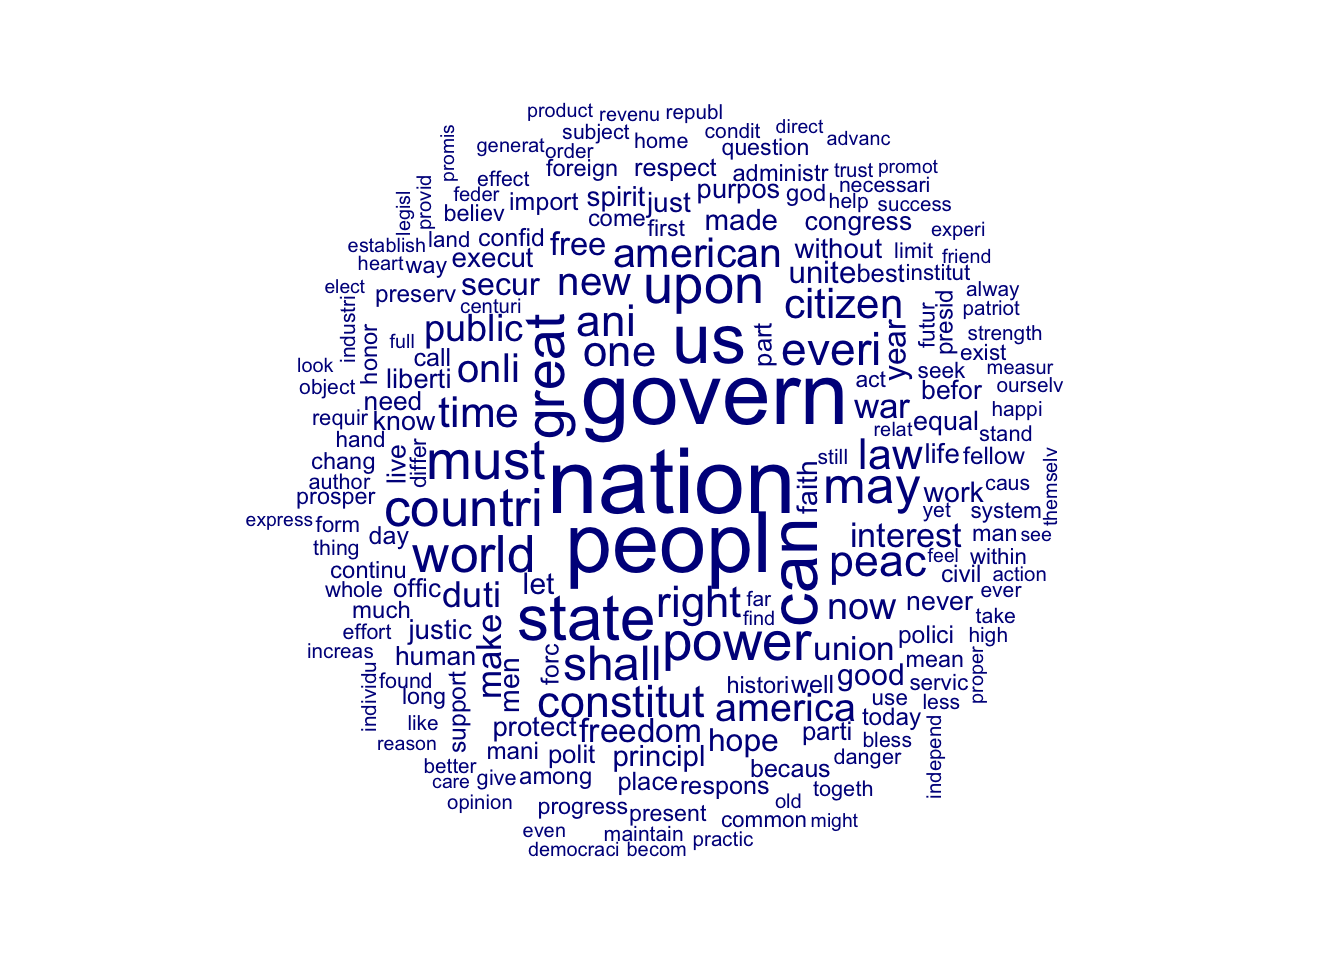 product revenu republ
promis subject home condit direct advanc
generat order question
legisl provid feder effect foreign respect administr trust promot
believ import spirit just purpos god help necessari success
establish land confid come first made congress experi
heart way execut free american without limit friend
elect preserv secur new upon unite best institut
centuri citizen alway
industri honor full public great ani us part everi year futur presid patriot
look call onli one strength
object liberti govern act seek exist measur
requir need know time war befor ourselv
hand relat equal happi
chang live differ must nation still law life fellow stand
author faith may work caus
prosper countri yet system themselv
express form day peopl can interest man see
thing world peac feel within
continu let civil action
whole offic duti right far now never ever
much state find take
effort justic make power union polici high
increas human men forc shall good mean
individu found long support histori well servic proper
like constitut america use less
reason protect freedom hope parti today bless independ
better mani polit principl becaus danger
care give among place respons togeth
opinion progress present old
even maintain common might
democraci becom practic